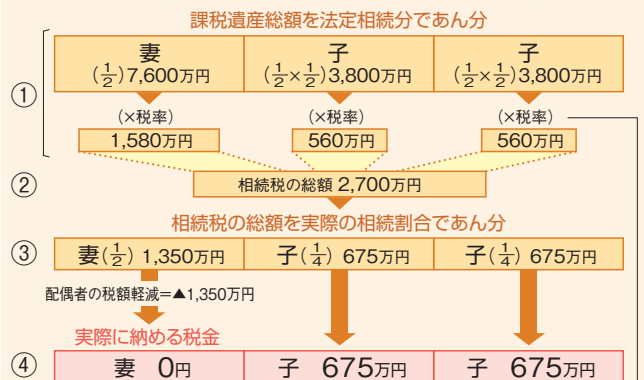 課税遺産総額を法定相続分であん分
①
妻 子 子
(1/2)7,600万円 (1/2×1/2)3,800万円 (1/2×1/2)3,800万円
(×税率) (×税率) (×税率)
1,580万円 560万円 560万円
② 相続税の総額 2,700万円
相続税の総額を実際の相続割合であん分
③ 妻(1/2) 1,350万円 子(1/4) 675万円 子(1/4) 675万円
配偶者の税額軽減=▲1,350万円
実際に納める税金
④ 妻 0円 子 675万円 子 675万円